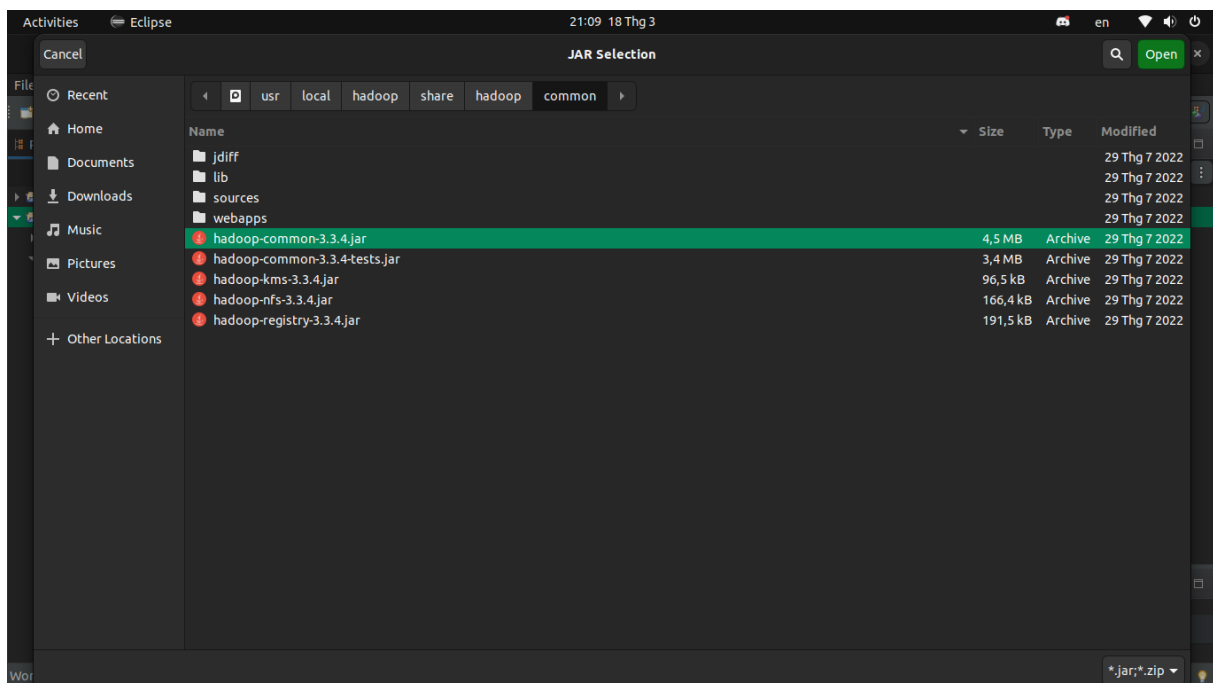 Activities Eclipse 21:09 18 Thg 3 en
Cancel JAR Selection Open
File
Recent usr local hadoop share hadoop common
Home Name Size Type Modified
jdiff 29 Thg 7 2022
Documents
lib 29 Thg 7 2022
Downloads sources 29 Thg 7 2022
webapps 29 Thg 7 2022
Music hadoop-common-3.3.4.jar 4,5 MB Archive 29 Thg 7 2022
hadoop-common-3.3.4-tests.jar 3,4 MB Archive 29 Thg 7 2022
Pictures hadoop-kms-3.3.4.jar 96,5 kB Archive 29 Thg 7 2022
Videos hadoop-nfs-3.3.4.jar 166,4 kB Archive 29 Thg 7 2022
hadoop-registry-3.3.4.jar 191,5 kB Archive 29 Thg 7 2022
Other Locations
*.jar;*.zip